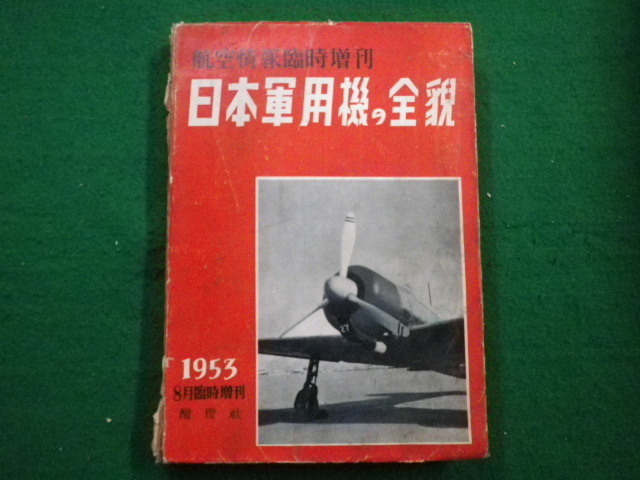 航空情報臨時増刊
日本軍用機の全貌
1953
8月臨時増刊
酣燈社